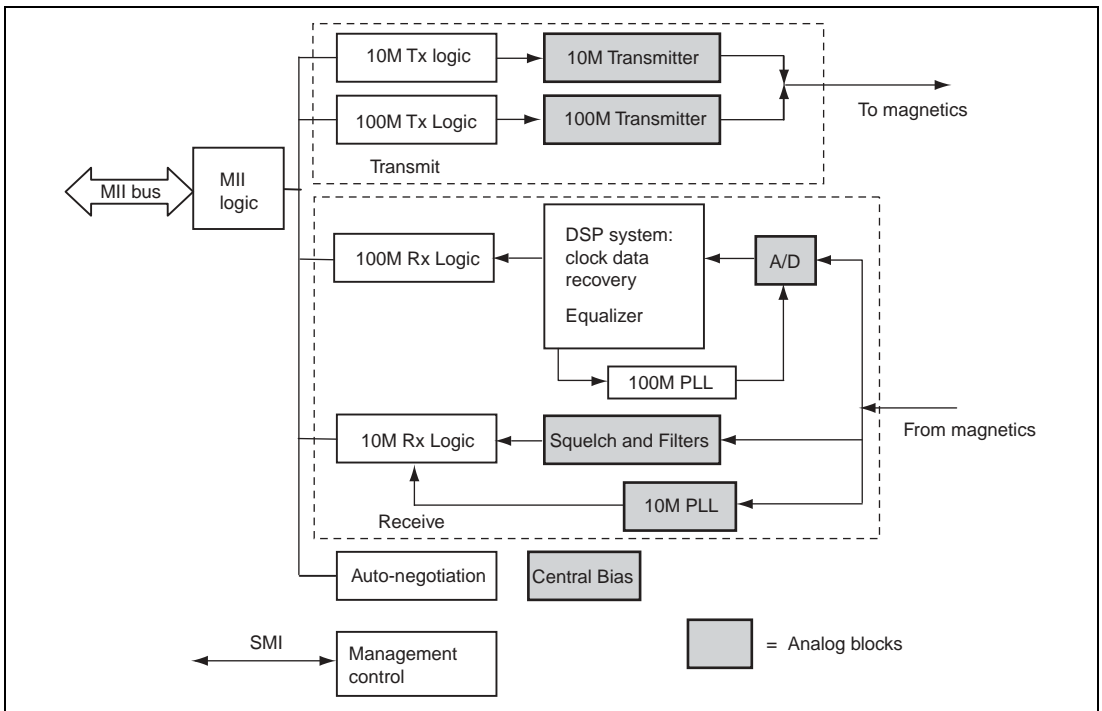 10M Tx logic
10M Transmitter
100M Tx Logic
100M Transmitter
To magnetics
Transmit
MII bus
MII
logic
DSP system:
clock data
recovery
Equalizer
100M Rx Logic
A/D
100M PLL
10M Rx Logic
Squelch and Filters
From magnetics
10M PLL
Receive
Auto-negotiation
Central Bias
SMI
Management
control
= Analog blocks